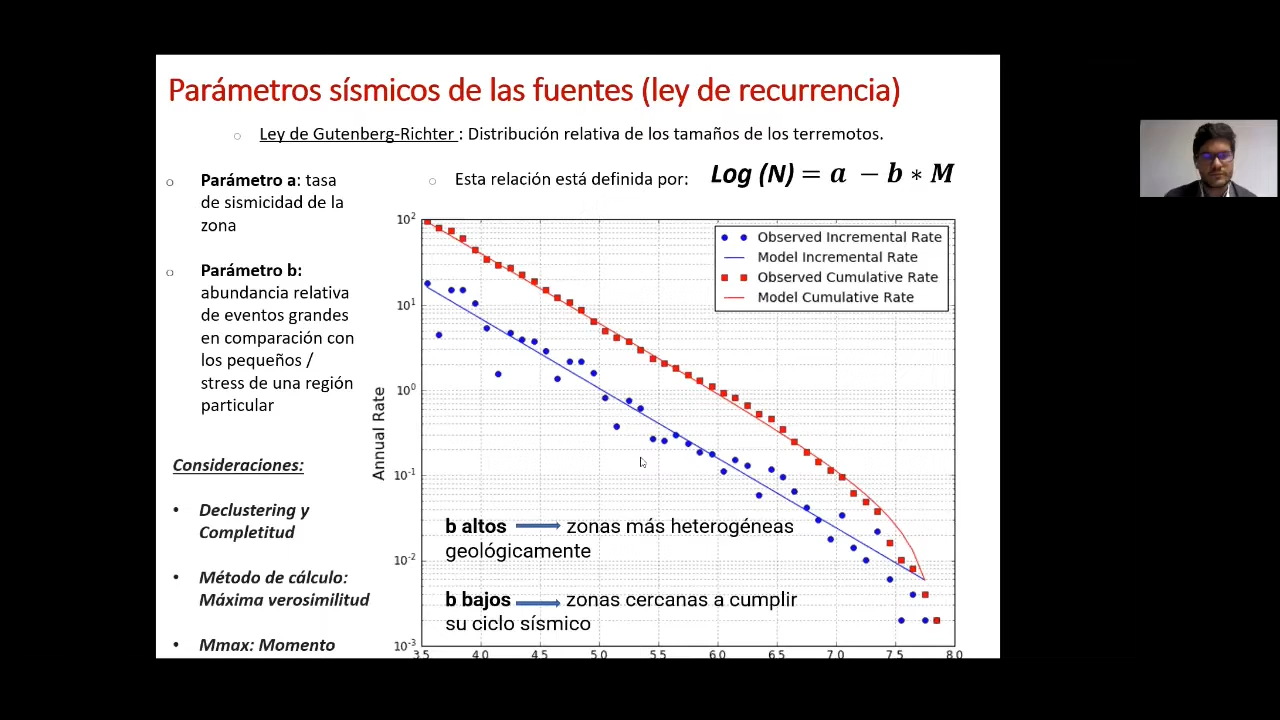 Parámetros sísmicos de las fuentes (ley de recurrencia)
Ley de Gutenberg-Richter : Distribución relativa de los tamaños de los terremotos.
Parámetro a: tasa
de sismicidad de la
zona
Esta relación está definida por:
Log (N) = a − b ∗ M
Parámetro b:
abundancia relativa
de eventos grandes
en comparación con
los pequeños /
stress de una región
particular
Consideraciones:
Declustering y
Completitud
Método de cálculo:
Máxima verosimilitud
Mmax: Momento
Annual Rate
10²
10¹
10⁰
10⁻¹
10⁻²
10⁻³
Observed Incremental Rate
Model Incremental Rate
Observed Cumulative Rate
Model Cumulative Rate
b altos zonas más heterogéneas
geológicamente
b bajos zonas cercanas a cumplir
su ciclo sísmico
3.5 4.0 4.5 5.0 5.5 6.0 6.5 7.0 7.5 8.0